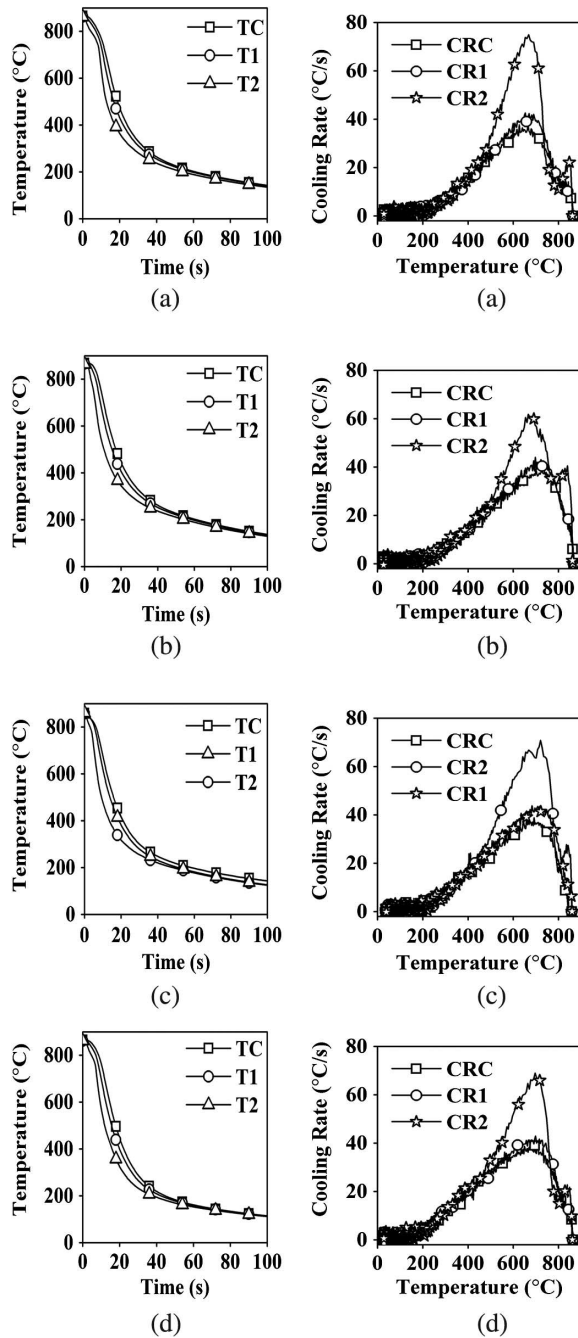 Temperature (°C)
800
600
400
200
0
TC
T1
T2
0 20 40 60 80 100
Time (s)
(a)
Cooling Rate (°C/s)
80
60
40
20
0
CRC
CR1
CR2
0 200 400 600 800
Temperature (°C)
(a)
Temperature (°C)
800
600
400
200
0
TC
T1
T2
0 20 40 60 80 100
Time (s)
(b)
Cooling Rate (°C/s)
80
60
40
20
0
CRC
CR1
CR2
0 200 400 600 800
Temperature (°C)
(b)
Temperature (°C)
800
600
400
200
0
TC
T1
T2
0 20 40 60 80 100
Time (s)
(c)
Cooling Rate (°C/s)
80
60
40
20
0
CRC
CR2
CR1
0 200 400 600 800
Temperature (°C)
(c)
Temperature (°C)
800
600
400
200
0
TC
T1
T2
0 20 40 60 80 100
Time (s)
(d)
Cooling Rate (°C/s)
80
60
40
20
0
CRC
CR1
CR2
0 200 400 600 800
Temperature (°C)
(d)